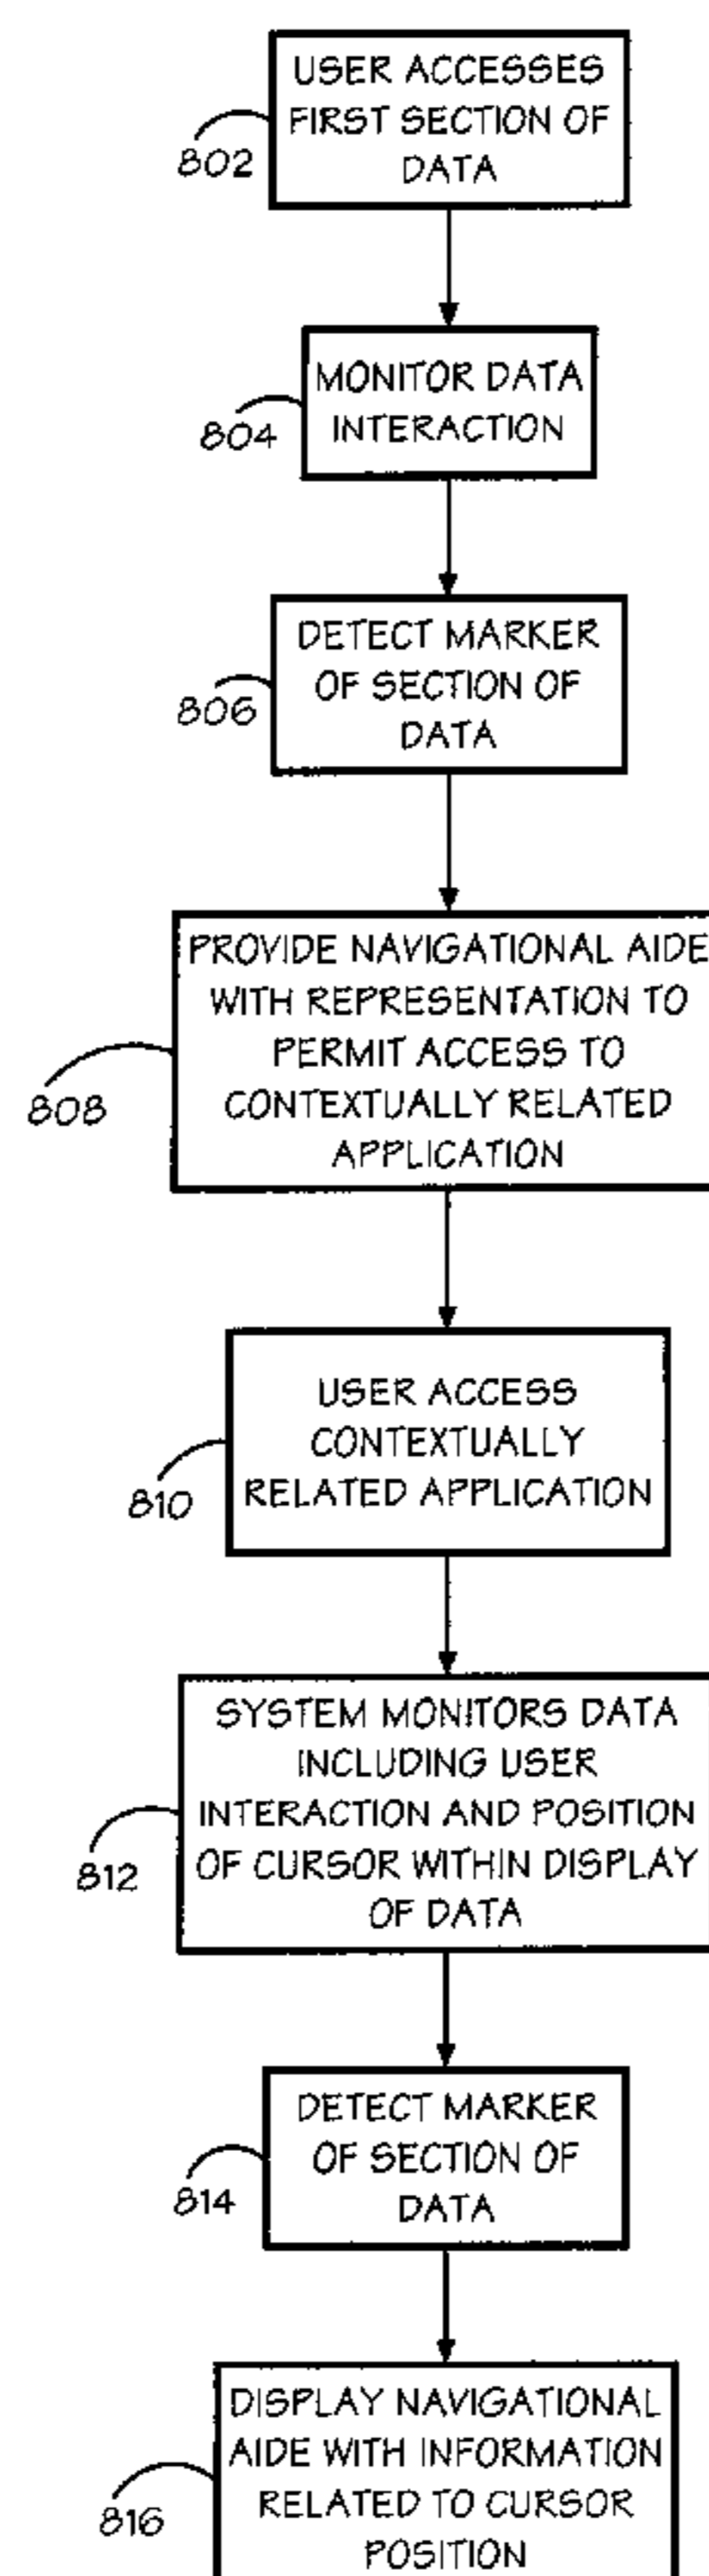 USER ACCESSES
FIRST SECTION OF
DATA
802
MONITOR DATA
INTERACTION
804
DETECT MARKER
OF SECTION OF
DATA
806
PROVIDE NAVIGATIONAL AIDE
WITH REPRESENTATION TO
PERMIT ACCESS TO
CONTEXTUALLY RELATED
APPLICATION
808
USER ACCESS
CONTEXTUALLY
RELATED APPLICATION
810
SYSTEM MONITORS DATA
INCLUDING USER
INTERACTION AND POSITION
OF CURSOR WITHIN DISPLAY
OF DATA
812
DETECT MARKER
OF SECTION OF
DATA
814
DISPLAY NAVIGATIONAL
AIDE WITH INFORMATION
RELATED TO CURSOR
POSITION
816